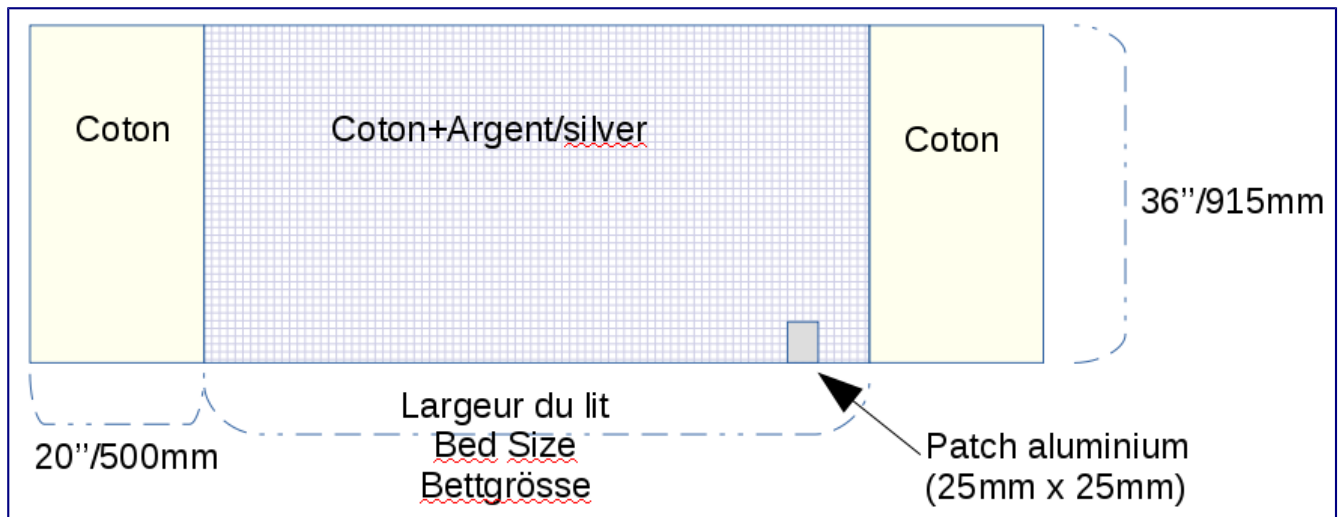 Coton
Coton+Argent/silver
Coton
36’’/915mm
20’’/500mm
Largeur du lit
Bed Size
Bettgrösse
Patch aluminium
(25mm x 25mm)